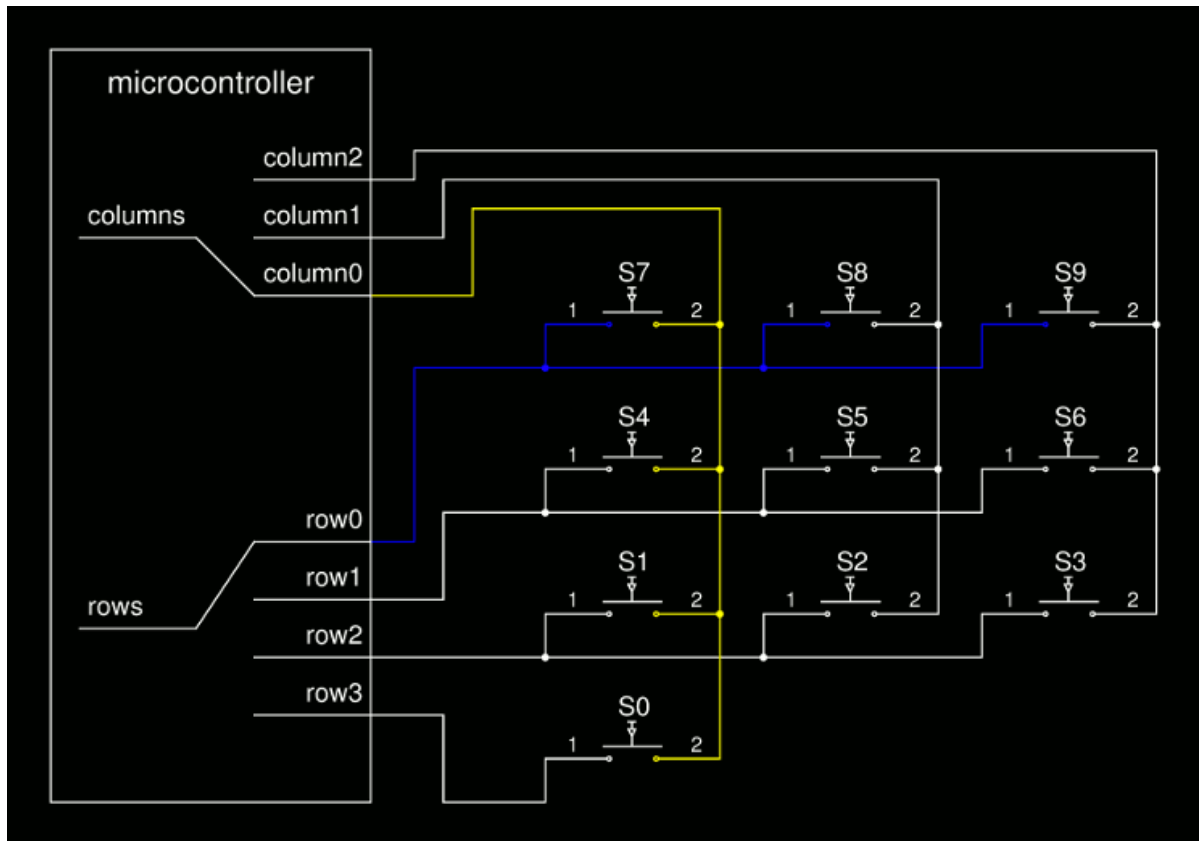 microcontroller
column2
columns
column1
column0
S7 S8 S9
1 2 1 2 1 2
S4 S5 S6
1 2 1 2 1 2
row0
S1 S2 S3
row1
1 2 1 2 1 2
rows
row2
row3
S0
1 2